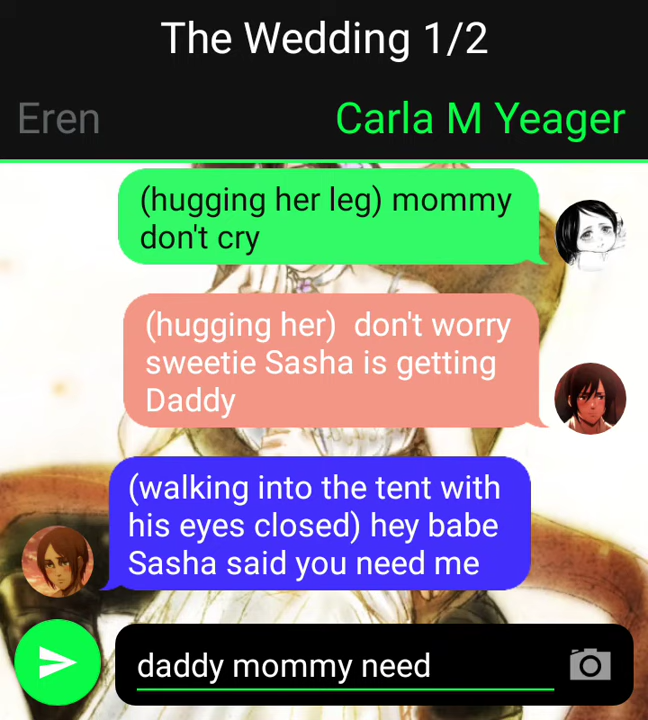 The Wedding 1/2
Eren
Carla M Yeager
(hugging her leg) mommy
don't cry
(hugging her)  don't worry
sweetie Sasha is getting
Daddy
(walking into the tent with
his eyes closed) hey babe
Sasha said you need me
daddy mommy need